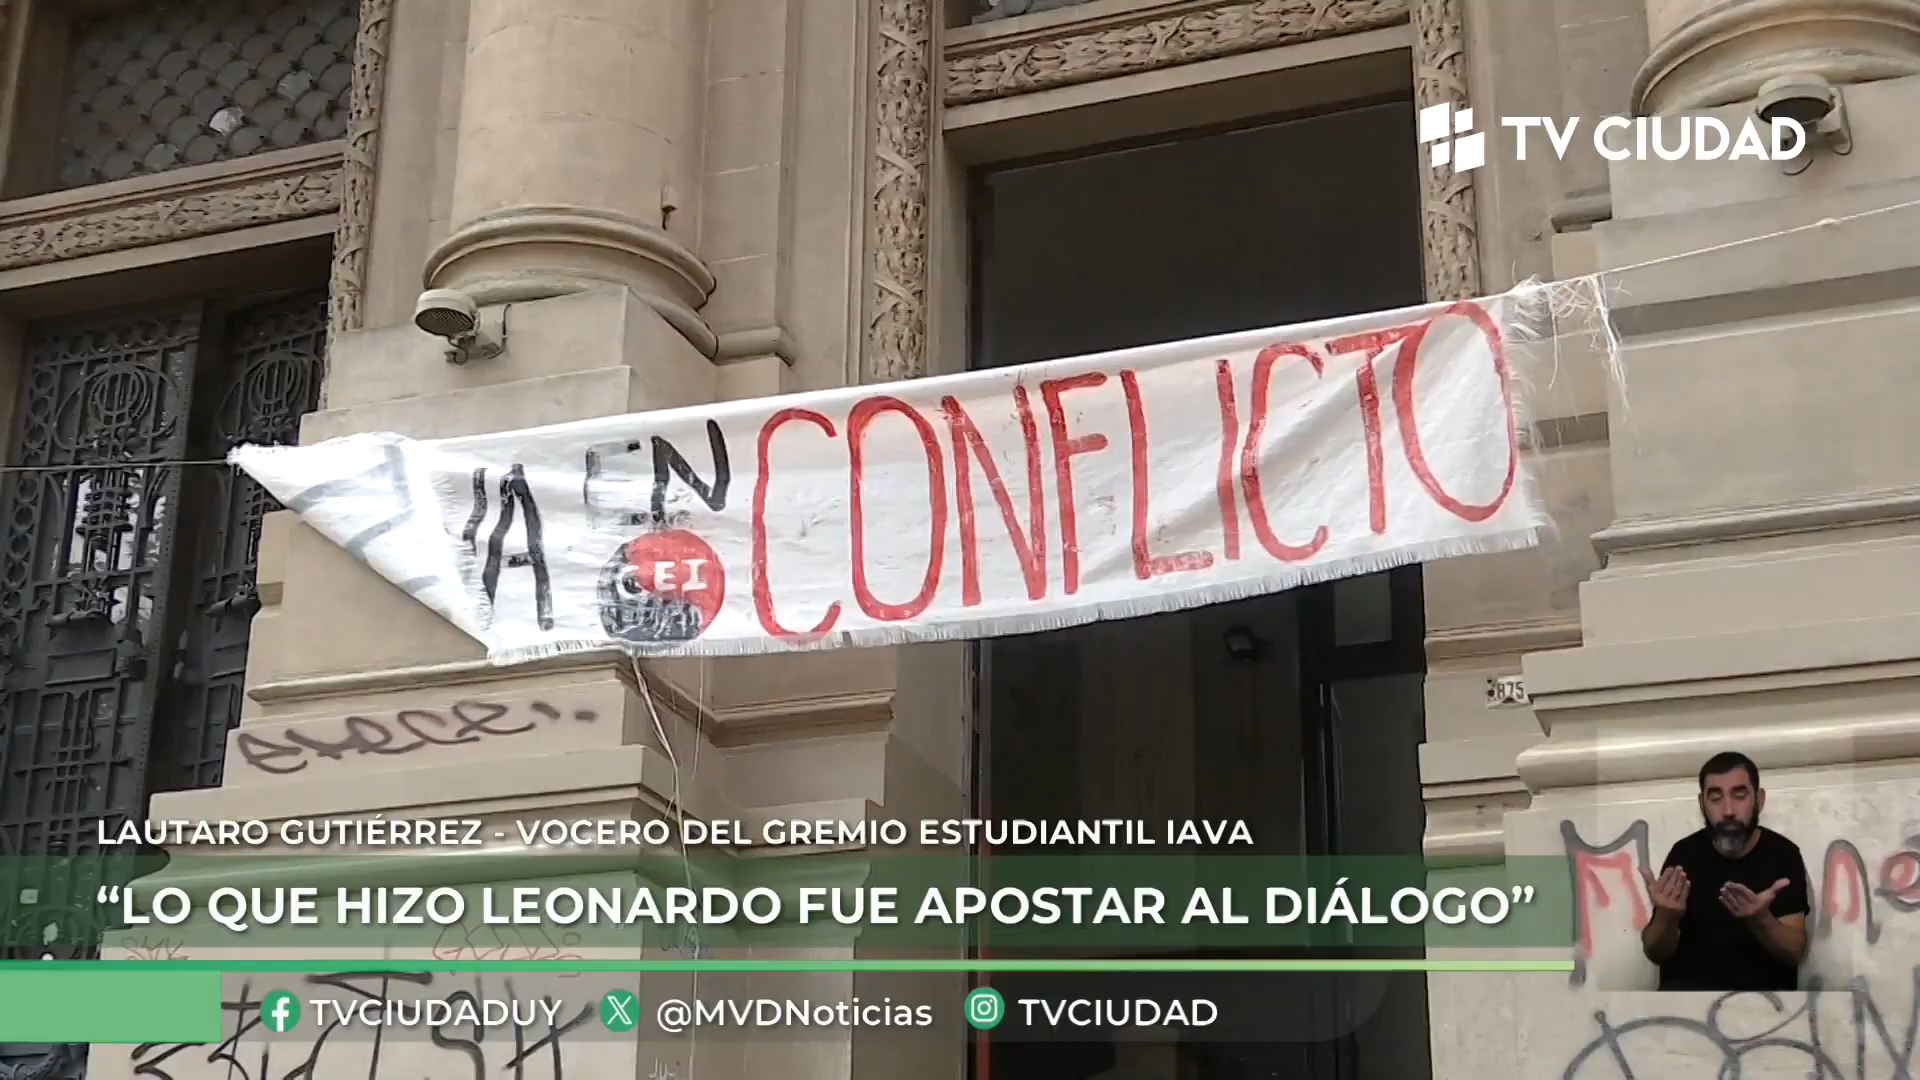 TV CIUDAD
IA EN CONFLICTO
CEI
875
LAUTARO GUTIÉRREZ - VOCERO DEL GREMIO ESTUDIANTIL IAVA
“LO QUE HIZO LEONARDO FUE APOSTAR AL DIÁLOGO”
TVCIUDADUY @MVDNoticias TVCIUDAD